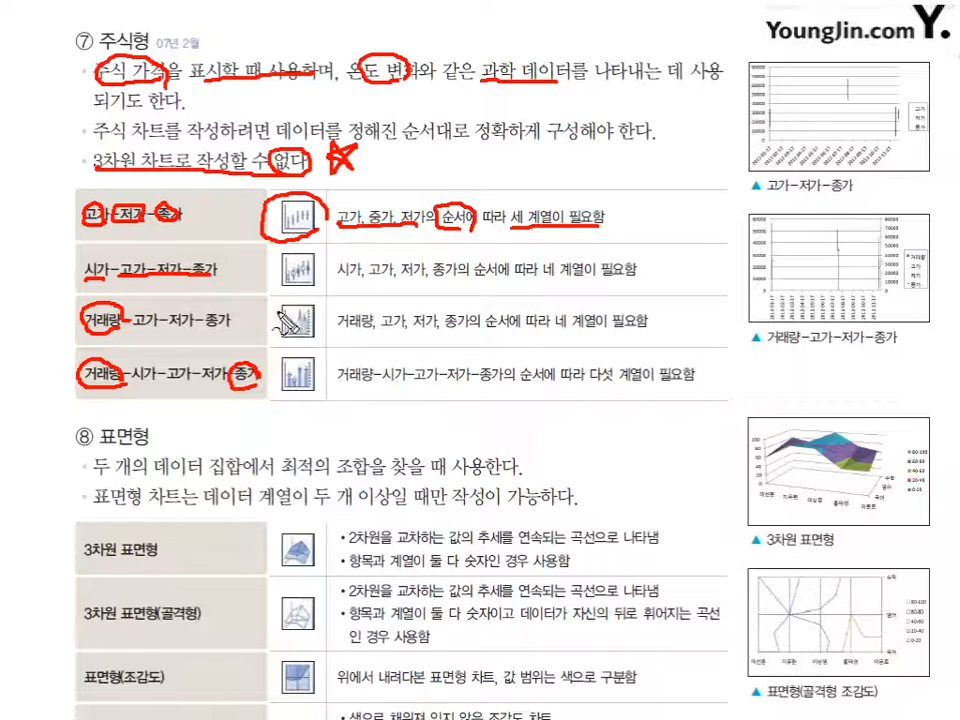 YoungJin.com Y.
⑦ 주식형 07년 2월
• 주식 가격을 표시할 때 사용하며, 온도 변화와 같은 과학 데이터를 나타내는 데 사용
되기도 한다.
• 주식 차트를 작성하려면 데이터를 정해진 순서대로 정확하게 구성해야 한다.
• 3차원 차트로 작성할 수 없다.
고가-저가-종가
고가, 중가, 저가의 순서에 따라 세 계열이 필요함
시가-고가-저가-종가
시가, 고가, 저가, 종가의 순서에 따라 네 계열이 필요함
거래량-고가-저가-종가
거래량, 고가, 저가, 종가의 순서에 따라 네 계열이 필요함
거래량-시가-고가-저가-종가
거래량-시가-고가-저가-종가의 순서에 따라 다섯 계열이 필요함
▲ 고가-저가-종가
▲ 거래량-고가-저가-종가
⑧ 표면형
• 두 개의 데이터 집합에서 최적의 조합을 찾을 때 사용한다.
• 표면형 차트는 데이터 계열이 두 개 이상일 때만 작성이 가능하다.
3차원 표면형
• 2차원을 교차하는 값의 추세를 연속되는 곡선으로 나타냄
• 항목과 계열이 둘 다 숫자인 경우 사용함
3차원 표면형(골격형)
• 2차원을 교차하는 값의 추세를 연속되는 곡선으로 나타냄
• 항목과 계열이 둘 다 숫자이고 데이터가 자신의 뒤로 휘어지는 곡선
인 경우 사용함
표면형(조감도)
위에서 내려다본 표면형 차트, 값 범위는 색으로 구분함
• 색으로 채워져 있지 않은 조감도 차트
▲ 3차원 표면형
▲ 표면형(골격형 조감도)